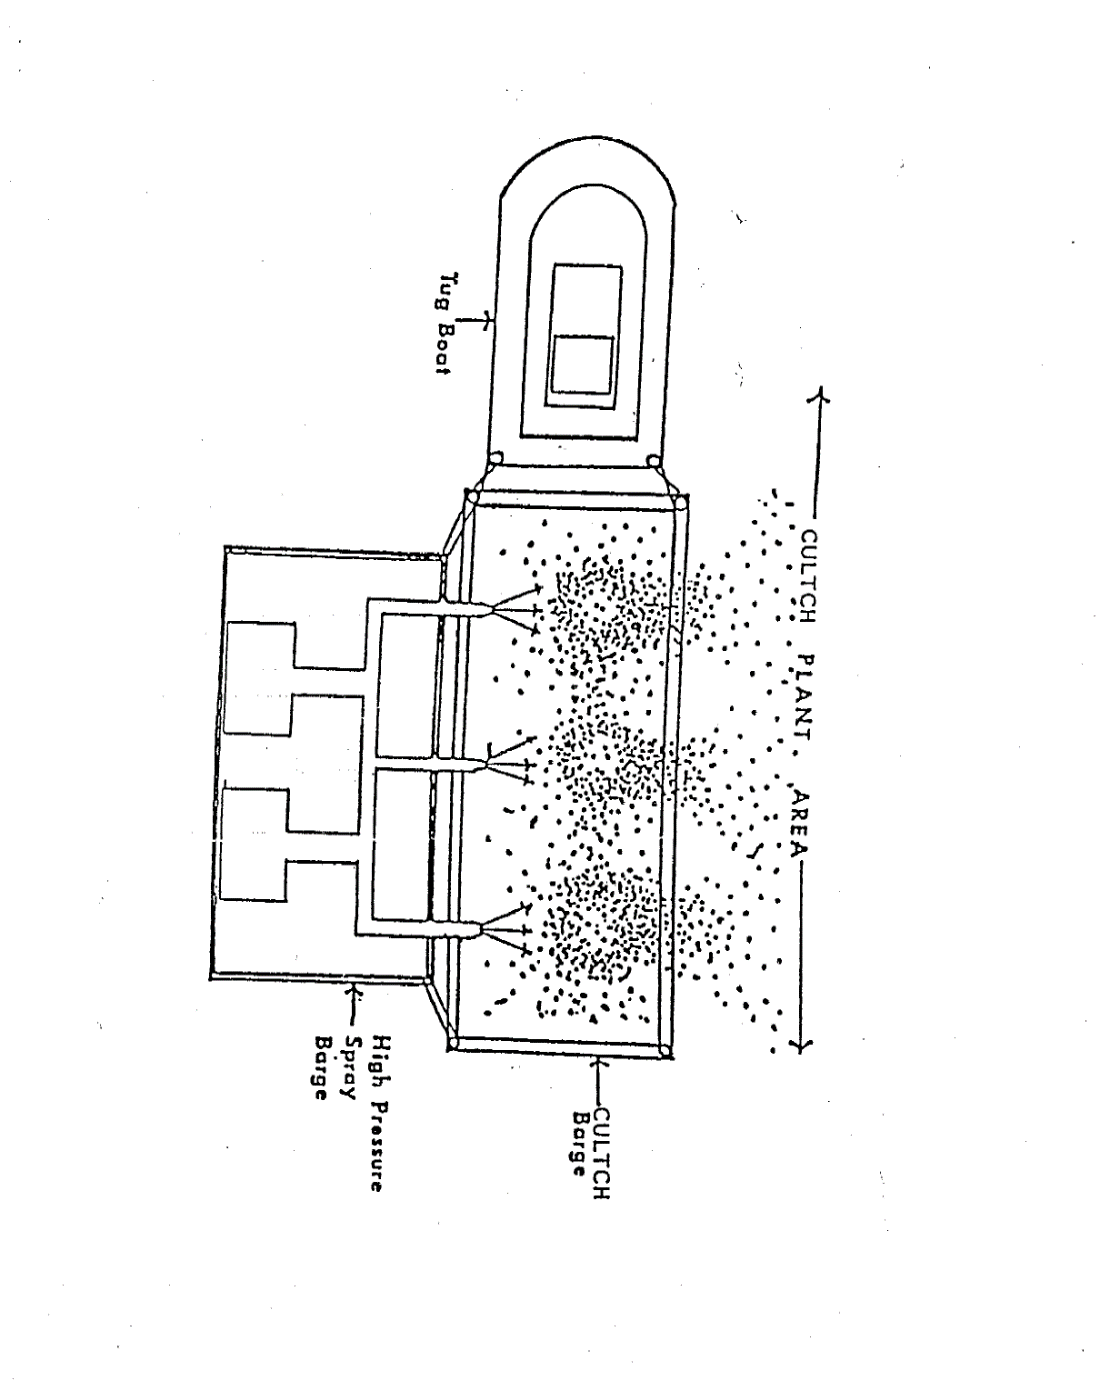 CULTCH PLANT AREA
CULTCH
Barge
High Pressure
Spray
Barge
Tug Boat